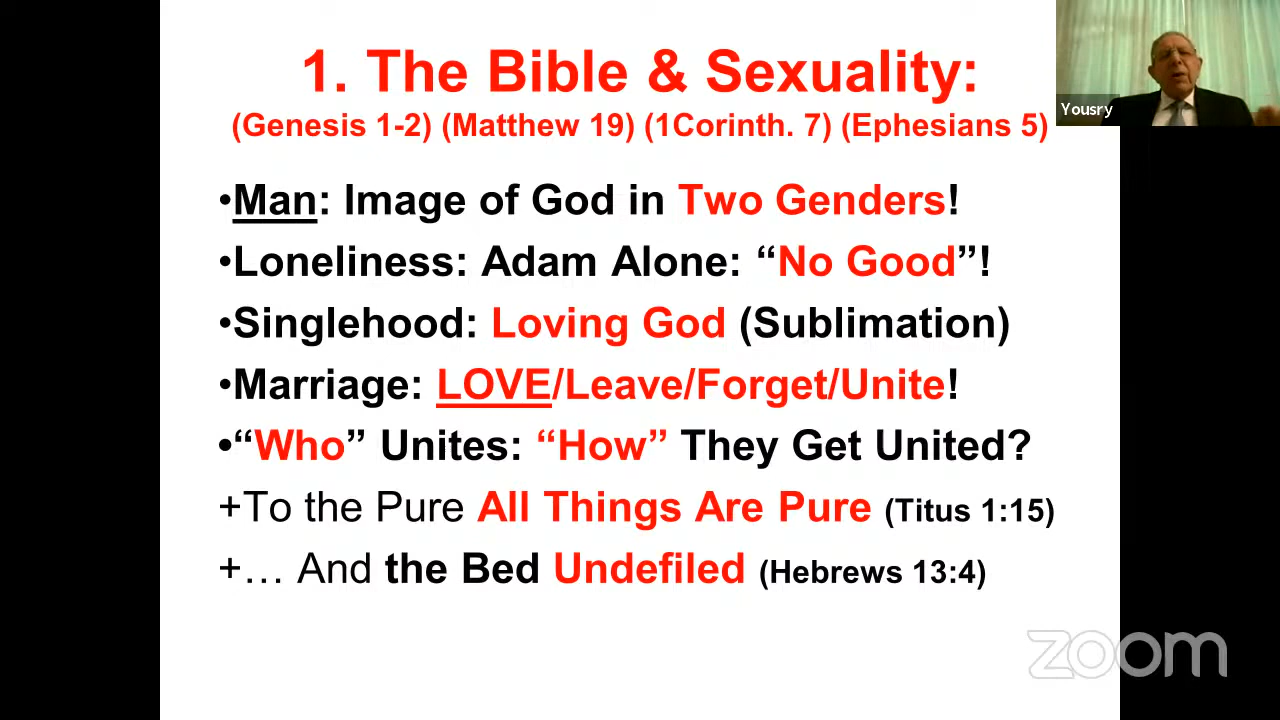 1. The Bible & Sexuality:
(Genesis 1-2) (Matthew 19) (1Corinth. 7) (Ephesians 5)
Yousry
•Man: Image of God in Two Genders!
•Loneliness: Adam Alone: “No Good”!
•Singlehood: Loving God (Sublimation)
•Marriage: LOVE/Leave/Forget/Unite!
•“Who” Unites: “How” They Get United?
+To the Pure All Things Are Pure (Titus 1:15)
+… And the Bed Undefiled (Hebrews 13:4)
zoom